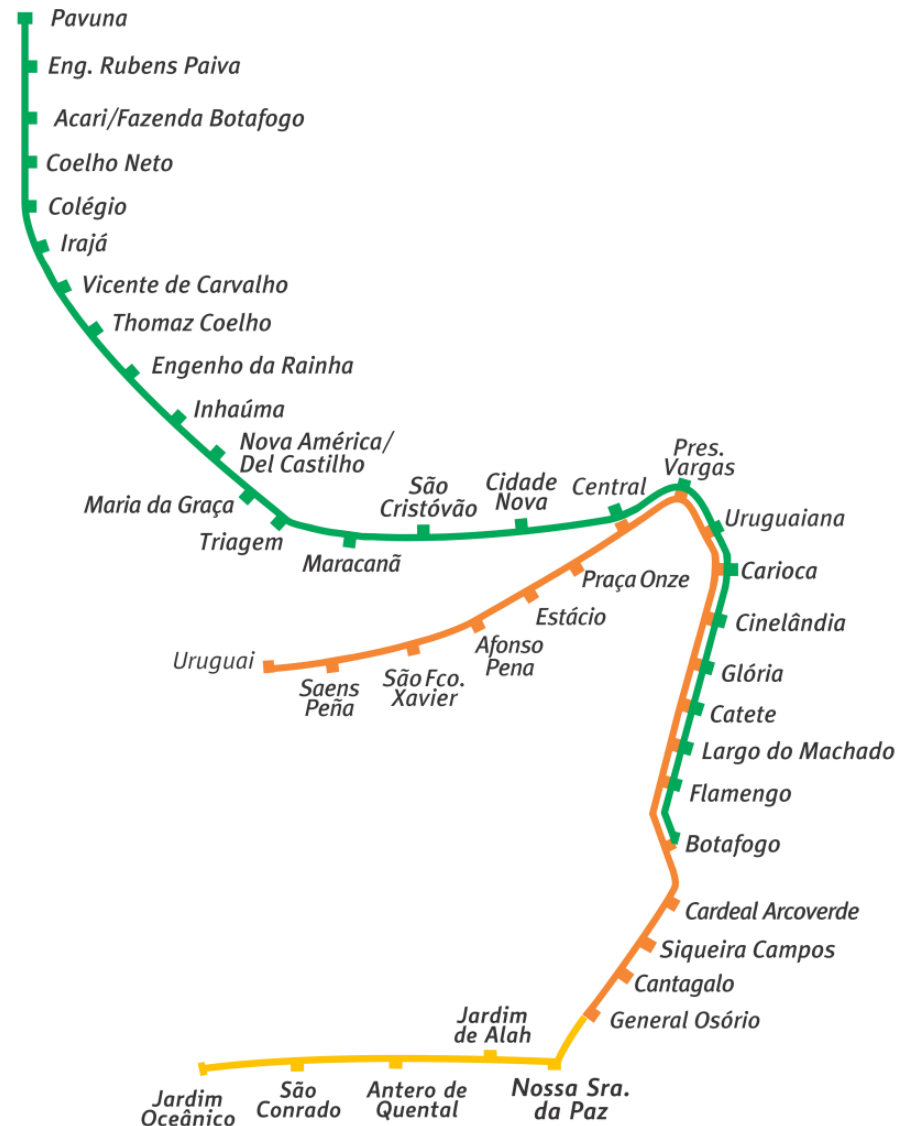 Pavuna
Eng. Rubens Paiva
Acari/Fazenda Botafogo
Coelho Neto
Colégio
Irajá
Vicente de Carvalho
Thomaz Coelho
Engenho da Rainha
Inhaúma
Nova América/
Del Castilho
Maria da Graça
Triagem
Maracanã
São
Cristóvão
Cidade
Nova
Central
Pres.
Vargas
Uruguaiana
Carioca
Cinelândia
Glória
Catete
Largo do Machado
Flamengo
Botafogo
Praça Onze
Estácio
Afonso
Pena
São Fco.
Xavier
Saens
Peña
Uruguai
Cardeal Arcoverde
Siqueira Campos
Cantagalo
General Osório
Nossa Sra.
da Paz
Jardim
de Alah
Antero de
Quental
São
Conrado
Jardim
Oceânico